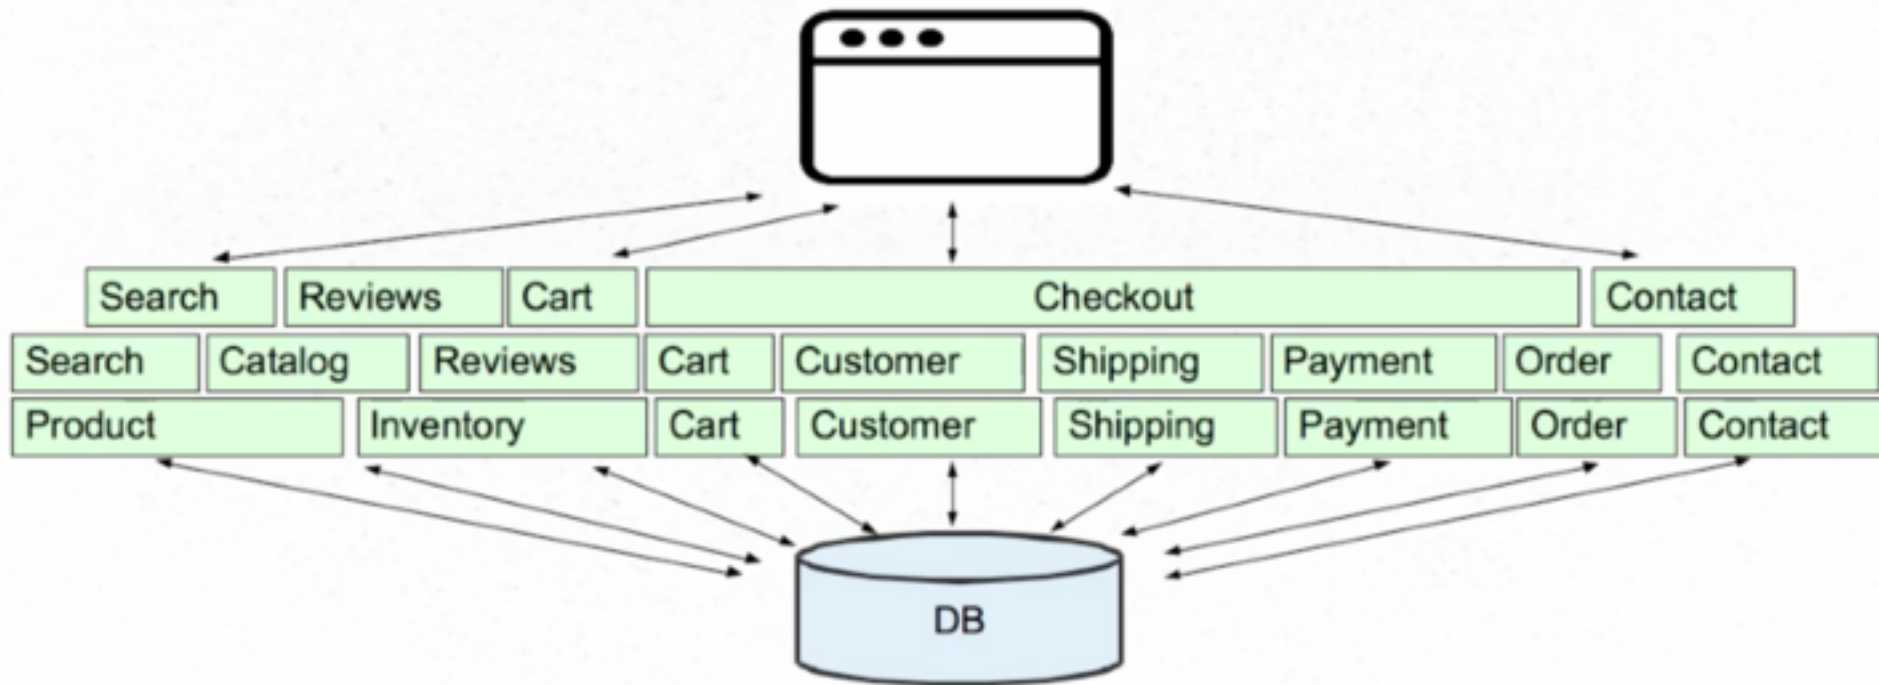 Search Reviews Cart Checkout Contact
Search Catalog Reviews Cart Customer Shipping Payment Order Contact
Product Inventory Cart Customer Shipping Payment Order Contact
DB